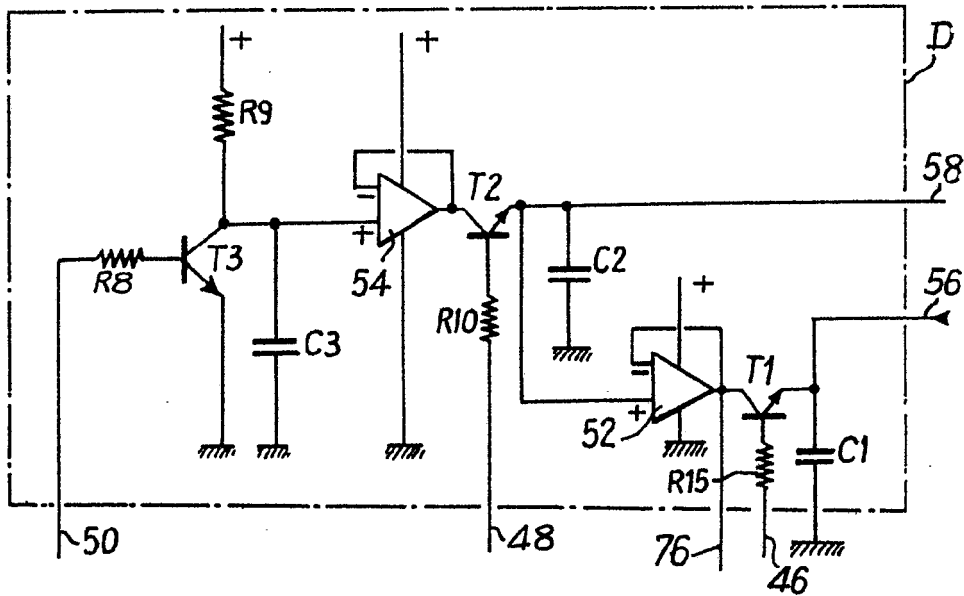 +
+
D
R9
T2
58
−
+
T3
R8
54
C2
56
+
R10
C3
−
T1
+
52
C1
R15
50
48
76
46